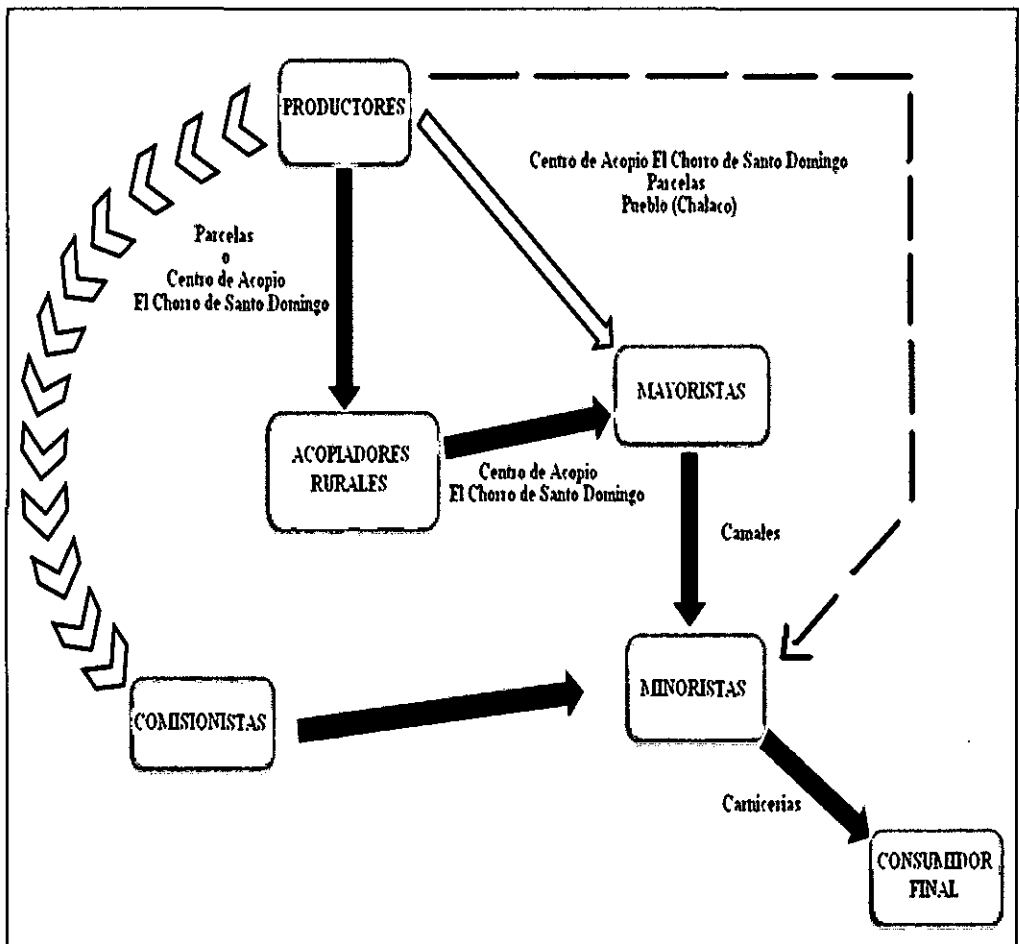 PRODUCTORES
Centro de Acopio El Chorro de Santo Domingo
Parcelas
Pueblo (Chalaco)
Parcelas
o
Centro de Acopio
El Chorro de Santo Domingo
MAYORISTAS
ACOPIADORES
RURALES
Centro de Acopio
El Chorro de Santo Domingo
Camales
MINORISTAS
COMISIONISTAS
Carnicerias
CONSUMIDOR
FINAL